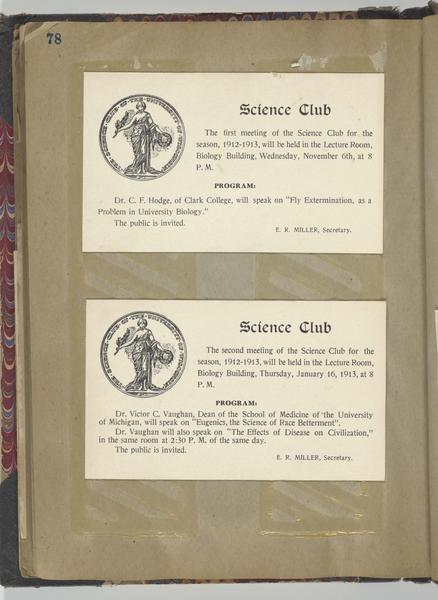 78
Science Club
The first meeting of the Science Club for the
season, 1912-1913, will be held in the Lecture Room,
Biology Building, Wednesday, November 6th, at 8
P. M.
PROGRAM:
Dr. C. F. Hodge, of Clark College, will speak on "Fly Extermination, as a
Problem in University Biology."
The public is invited.
E. R. MILLER, Secretary.
Science Club
The second meeting of the Science Club for the
season, 1912-1913, will be held in the Lecture Room,
Biology Building, Thursday, January 16, 1913, at 8
P. M.
PROGRAM:
Dr. Victor C. Vaughan, Dean of the School of Medicine of the University
of Michigan, will speak on "Eugenics, the Science of Race Betterment".
Dr. Vaughan will also speak on "The Effects of Disease on Civilization,"
in the same room at 2:30 P. M. of the same day.
The public is invited.
E. R. MILLER, Secretary.